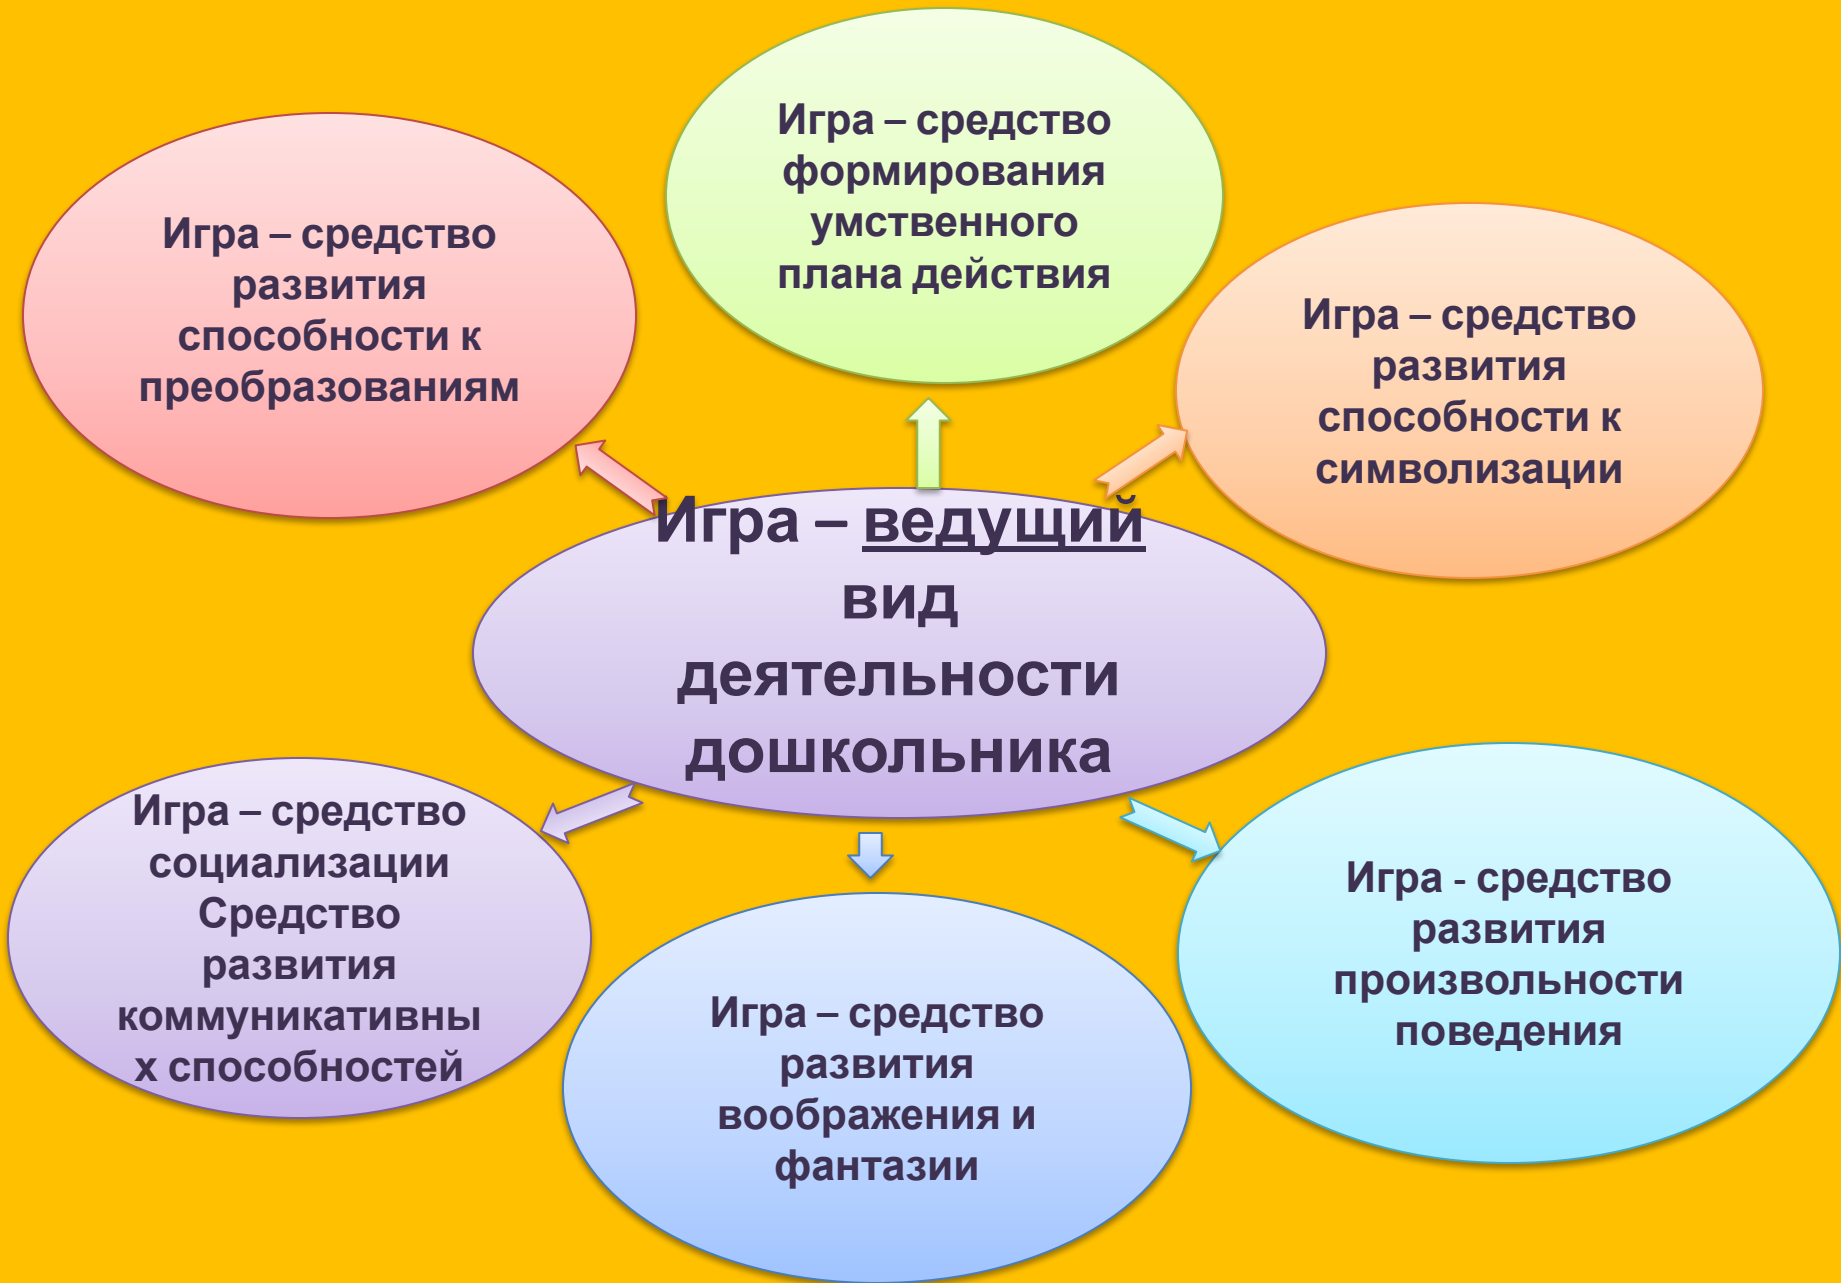 Игра – средство
формирования
умственного
плана действия
Игра – средство
развития
способности к
преобразованиям
Игра – средство
развития
способности к
символизации
Игра – ведущий
вид
деятельности
дошкольника
Игра – средство
социализации
Средство
развития
коммуникативны
х способностей
Игра – средство
развития
воображения и
фантазии
Игра - средство
развития
произвольности
поведения